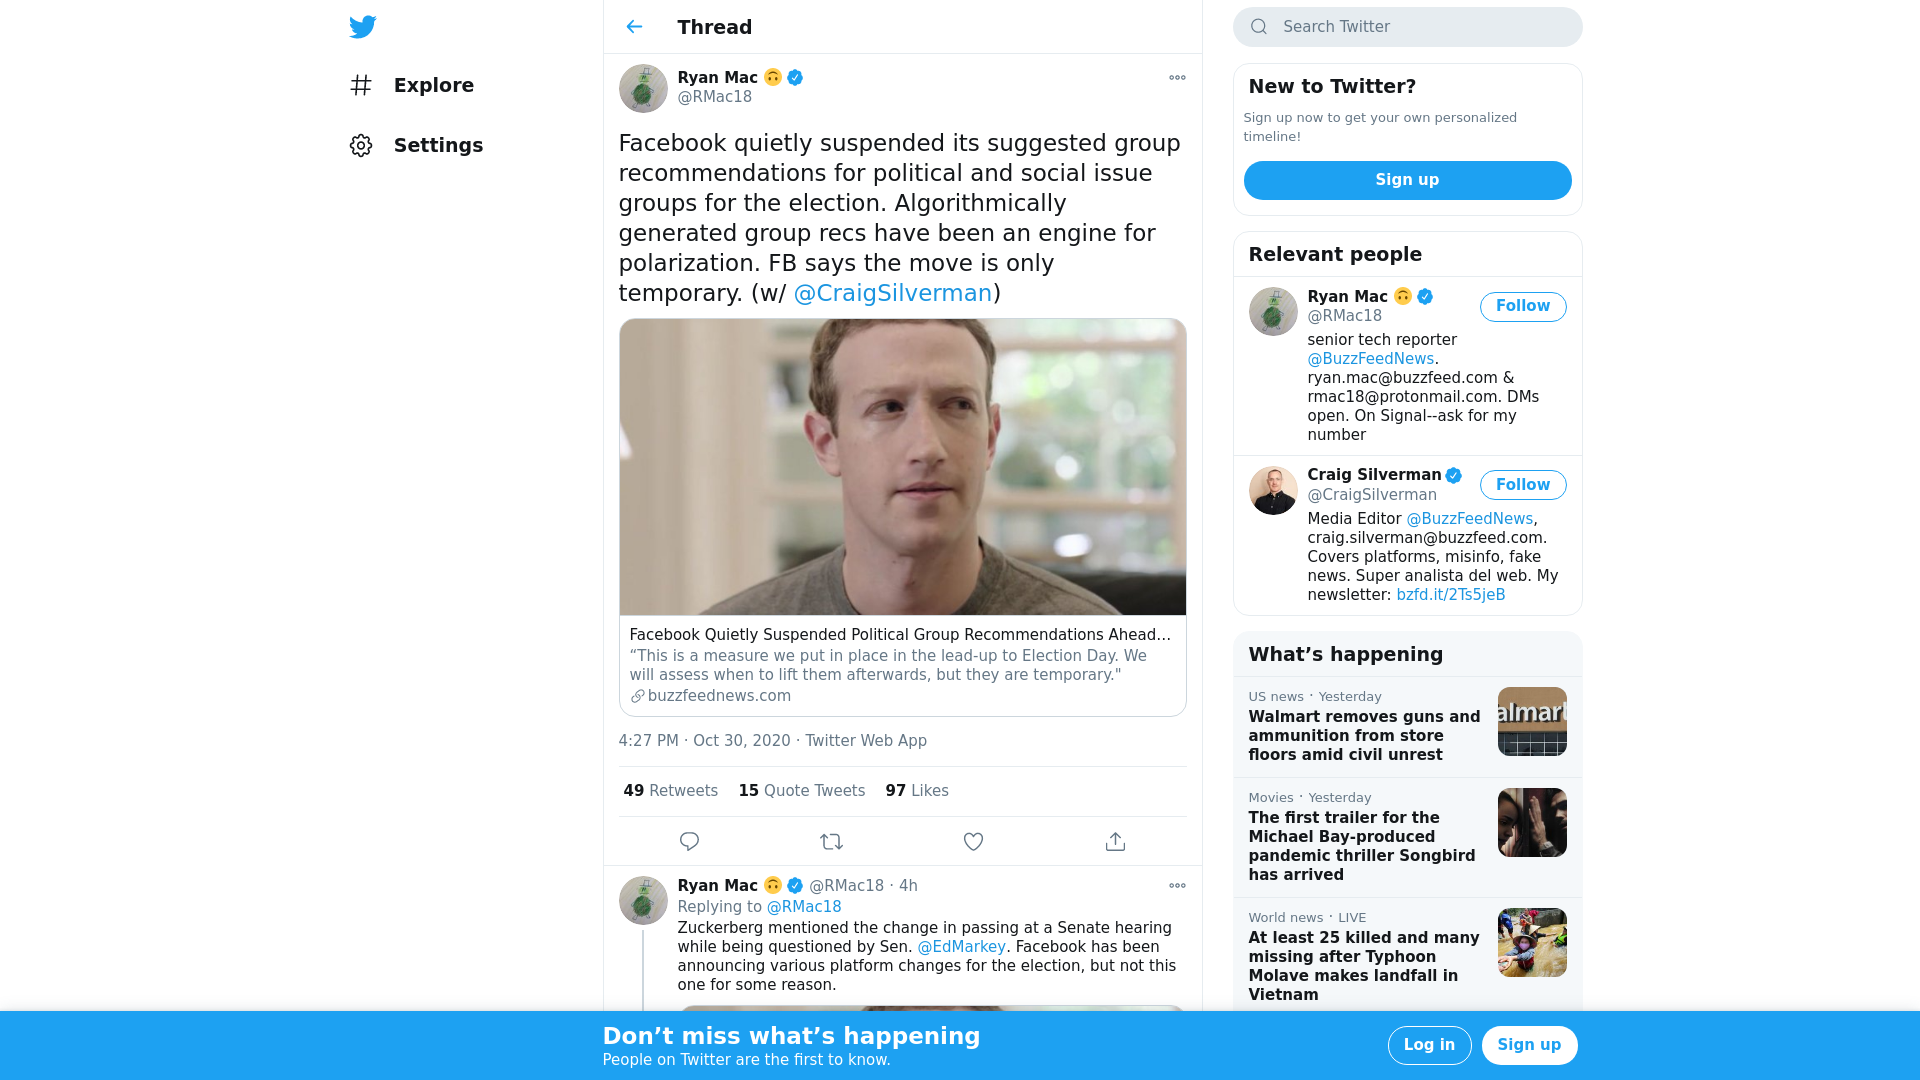 Explore
Settings
Thread
Ryan Mac
@RMac18
Facebook quietly suspended its suggested group
recommendations for political and social issue
groups for the election. Algorithmically
generated group recs have been an engine for
polarization. FB says the move is only
temporary. (w/ @CraigSilverman)
Facebook Quietly Suspended Political Group Recommendations Ahead…
“This is a measure we put in place in the lead-up to Election Day. We
will assess when to lift them afterwards, but they are temporary."
buzzfeednews.com
4:27 PM · Oct 30, 2020 · Twitter Web App
49 Retweets 15 Quote Tweets 97 Likes
Ryan Mac @RMac18 · 4h
Replying to @RMac18
Zuckerberg mentioned the change in passing at a Senate hearing
while being questioned by Sen. @EdMarkey. Facebook has been
announcing various platform changes for the election, but not this
one for some reason.
Search Twitter
New to Twitter?
Sign up now to get your own personalized
timeline!
Sign up
Relevant people
Ryan Mac
@RMac18
Follow
senior tech reporter
@BuzzFeedNews.
ryan.mac@buzzfeed.com &
rmac18@protonmail.com. DMs
open. On Signal--ask for my
number
Craig Silverman
@CraigSilverman
Follow
Media Editor @BuzzFeedNews,
craig.silverman@buzzfeed.com.
Covers platforms, misinfo, fake
news. Super analista del web. My
newsletter: bzfd.it/2Ts5jeB
What’s happening
US news · Yesterday
Walmart removes guns and
ammunition from store
floors amid civil unrest
almart
Movies · Yesterday
The first trailer for the
Michael Bay-produced
pandemic thriller Songbird
has arrived
World news · LIVE
At least 25 killed and many
missing after Typhoon
Molave makes landfall in
Vietnam
Don’t miss what’s happening
People on Twitter are the first to know.
Log in
Sign up